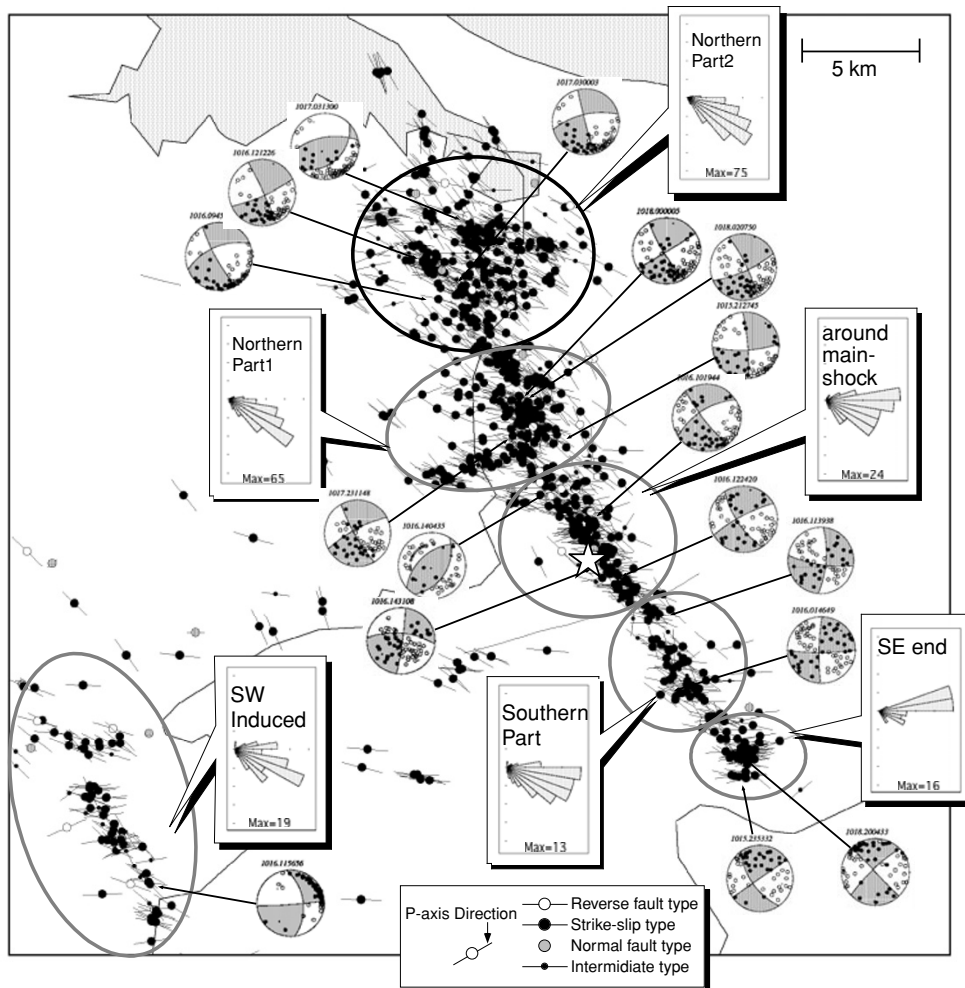 Northern
Part2
Max=75
5 km
1017.030003
1017.031300
1016.121226
1016.0943
1018.000005
1018.020750
1015.212745
1016.101944
Northern
Part1
Max=65
around
main-
shock
Max=24
1017.231148
1016.140435
1016.143108
1016.122420
1016.113938
1016.014649
SE end
Max=16
SW
Induced
Max=19
Southern
Part
Max=13
1015.235332
1018.200433
1016.115656
P-axis Direction
Reverse fault type
Strike-slip type
Normal fault type
Intermidiate type